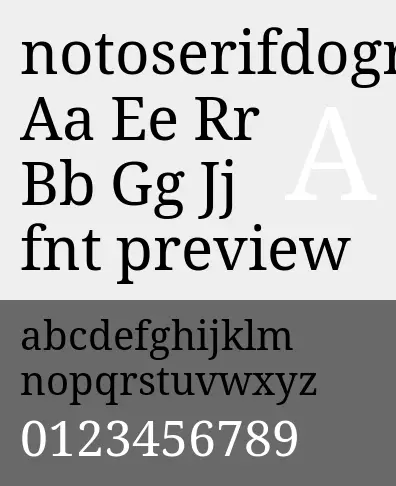 notoserifdogr
Aa Ee Rr
A
Bb Gg Jj
fnt preview
abcdefghijklm
nopqrstuvwxyz
0123456789